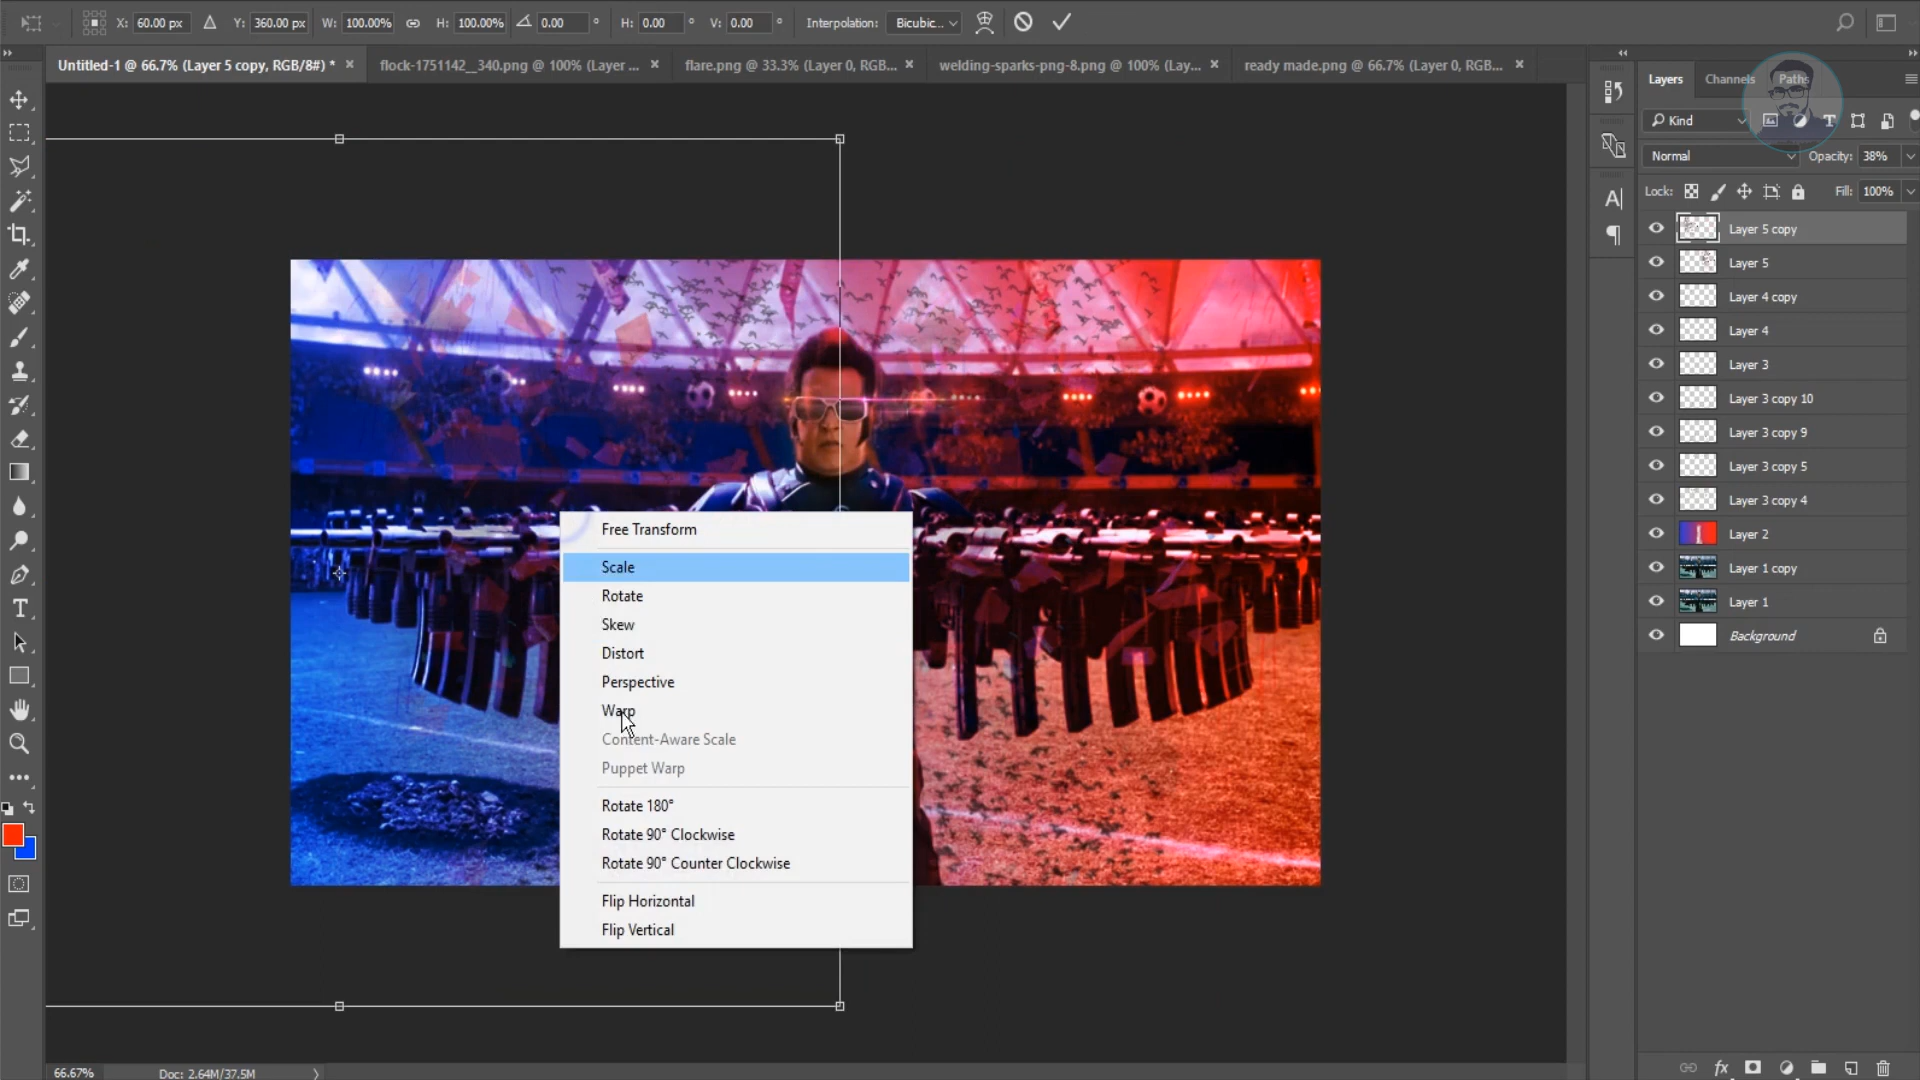 X: 60.00 px Y: 360.00 px W: 100.00% H: 100.00% 0.00 ° H: 0.00 ° V: 0.00 ° Interpolation: Bicubic...
Untitled-1 @ 66.7% (Layer 5 copy, RGB/8#) * × flock-1751142__340.png @ 100% (Layer ... × flare.png @ 33.3% (Layer 0, RGB... × welding-sparks-png-8.png @ 100% (Lay... × ready made.png @ 66.7% (Layer 0, RGB... ×
Layers Channels Paths
Kind
Normal Opacity: 38%
Lock: Fill: 100%
Layer 5 copy
Layer 5
Layer 4 copy
Layer 4
Layer 3
Layer 3 copy 10
Layer 3 copy 9
Layer 3 copy 5
Layer 3 copy 4
Layer 2
Layer 1 copy
Layer 1
Background
Free Transform
Scale
Rotate
Skew
Distort
Perspective
Warp
Content-Aware Scale
Puppet Warp
Rotate 180°
Rotate 90° Clockwise
Rotate 90° Counter Clockwise
Flip Horizontal
Flip Vertical
66.67% Doc: 2.64M/37.5M